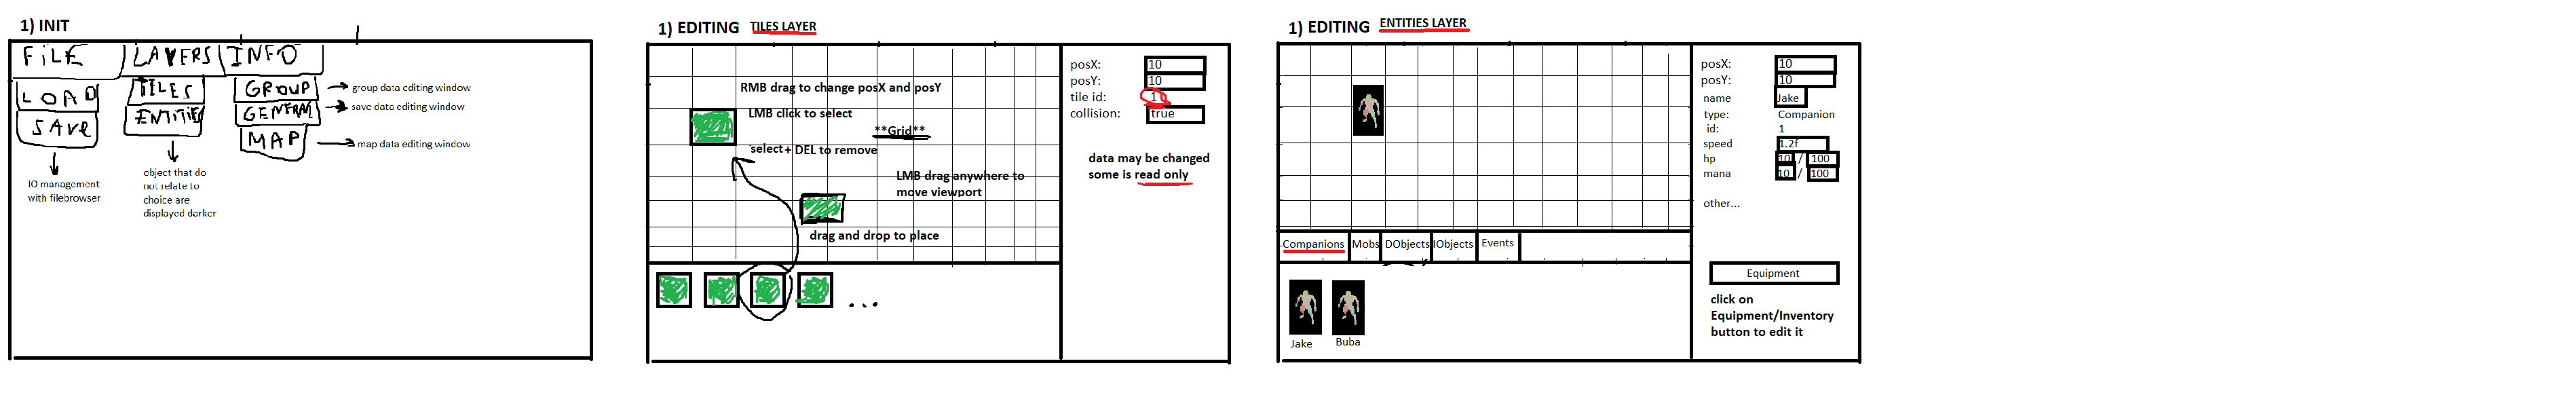 1) INIT
FILE
LAYERS
INFO
LOAD
SAVE
TILES
ENTITIES
GROUP
GENERAL
MAP
group data editing window
save data editing window
map data editing window
IO management
with filebrowser
object that do
not relate to
choice are
displayed darker
1) EDITING TILES LAYER
RMB drag to change posX and posY
LMB click to select
**Grid**
select+ DEL to remove
LMB drag anywhere to
move viewport
drag and drop to place
...
posX: 10
posY: 10
tile id: 10
collision: true
data may be changed
some is read only
1) EDITING ENTITIES LAYER
Companions Mobs DObjects IObjects Events
Jake
Buba
posX: 10
posY: 10
name Jake
type: Companion
id: 1
speed 1.2f
hp 10 / 100
mana 10 / 100
other...
Equipment
click on
Equipment/Inventory
button to edit it